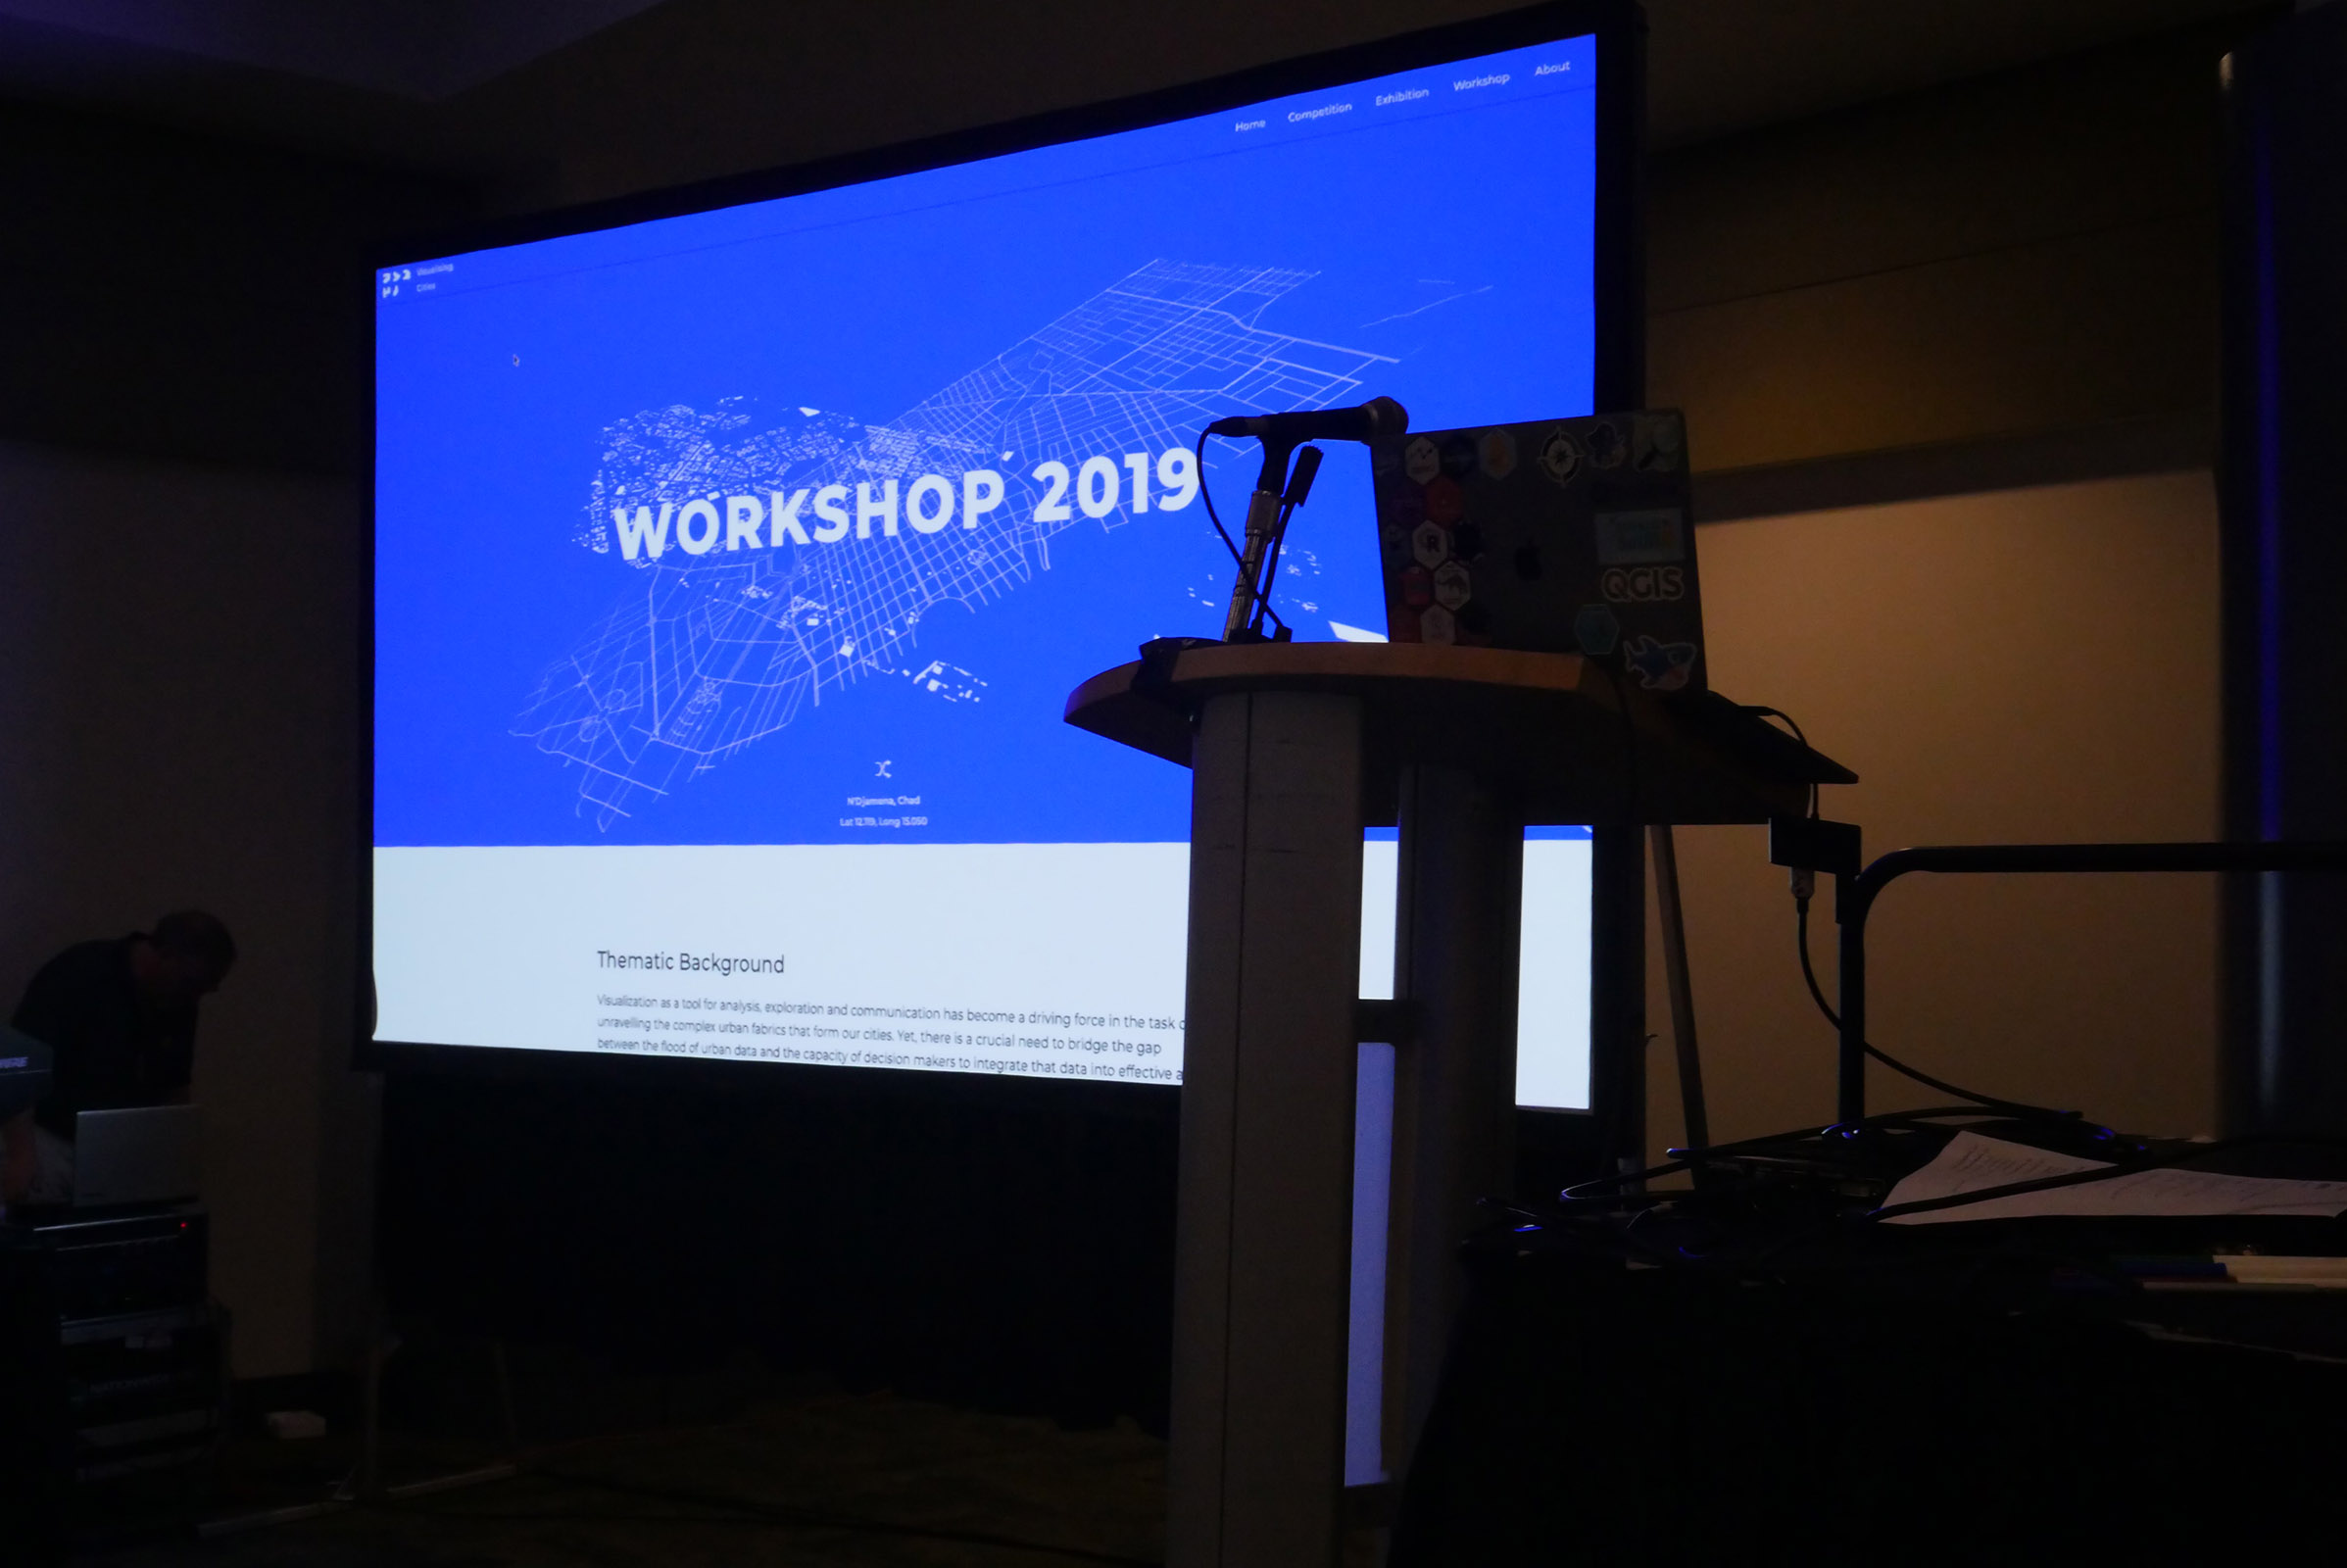 Home Competition Exhibition Workshop About
Visualising
Cities
WORKSHOP 2019
QGIS
N'Djamena, Chad
Lat 12.119, Long 15.050
Thematic Background
Visualization as a tool for analysis, exploration and communication has become a driving force in the task
unravelling the complex urban fabrics that form our cities. Yet, there is a crucial need to bridge the gap
between the flood of urban data and the capacity of decision makers to integrate that data into effective a